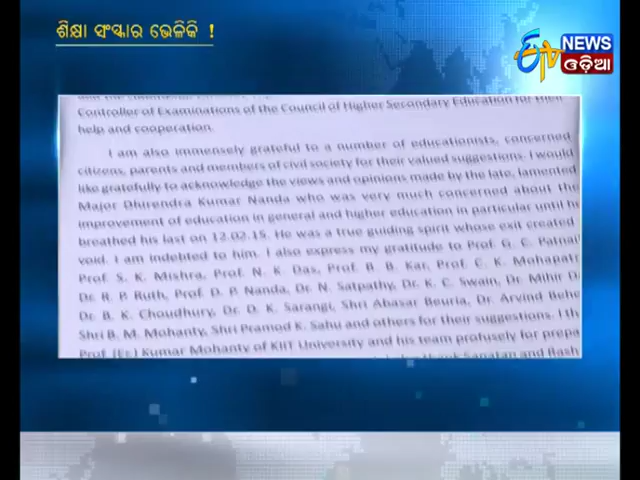 ଶିକ୍ଷା ସଂସ୍କାର ଭେଳିକି !
ETV NEWS
ଓଡ଼ିଆ
Controller of Examinations of the Council of Higher Secondary Education for their
help and cooperation.
I am also immensely grateful to a number of educationists, concerned
citizens, parents and members of civil society for their valued suggestions. I would
like gratefully to acknowledge the views and opinions made by the late, lamented
Major Dhirendra Kumar Nanda who was very much concerned about the
improvement of education in general and higher education in particular until he
breathed his last on 12.02.15. He was a true guiding spirit whose exit created
void. I am indebted to him. I also express my gratitude to Prof. G. C. Patnai
Prof. S. K. Mishra, Prof. N. K. Das, Prof. B. B. Kar, Prof. C. K. Mohapatr
Dr. R. P. Ruth, Prof. D. P. Nanda, Dr. N. Satpathy, Dr. K. C. Swain, Dr. Mihir D
Dr. B. K. Choudhury, Dr. D. K. Sarangi, Shri Abasar Beuria, Dr. Arvind Behe
Shri B. M. Mohanty, Shri Pramod K. Sahu and others for their suggestions. I th
Prof. (Er.) Kumar Mohanty of KIIT University and his team profusely for prepa
Sanatan and Rash